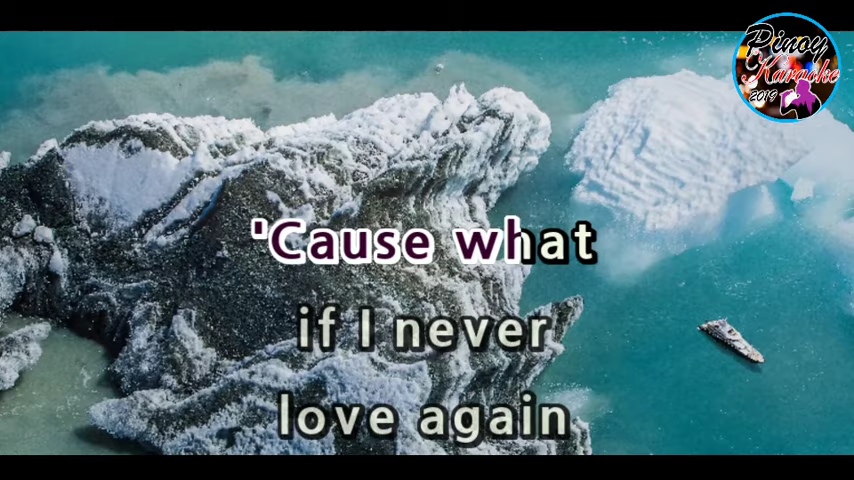 Pinoy
Karaoke
2019
'Cause what
if I never
love again